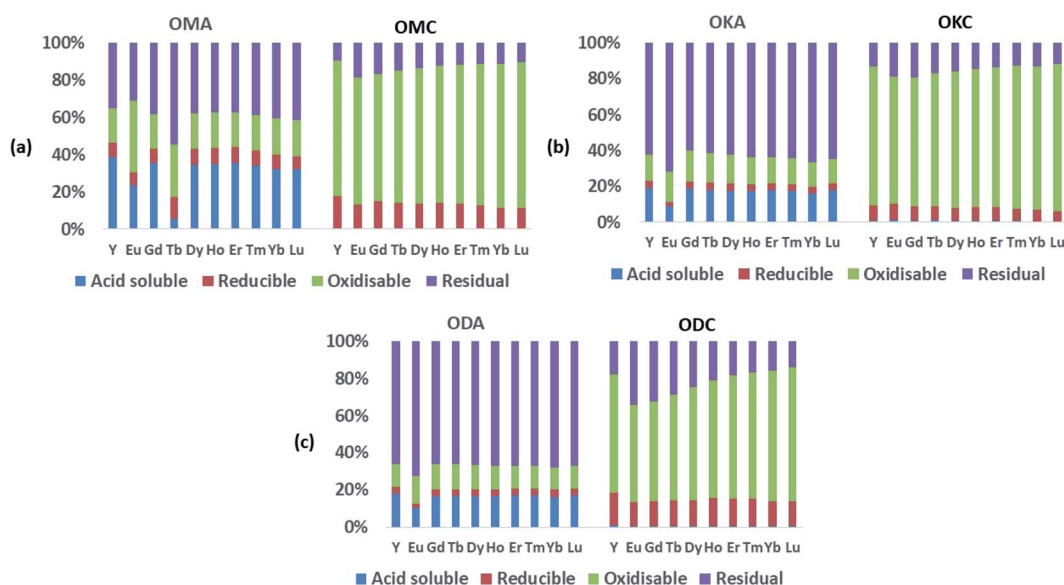 OMA OMC
100%
80%
60%
40%
20%
0%
(a)
Y Eu Gd Tb Dy Ho Er Tm Yb Lu Y Eu Gd Tb Dy Ho Er Tm Yb Lu
Acid soluble Reducible Oxidisable Residual
OKA OKC
100%
80%
60%
40%
20%
0%
(b)
Y Eu Gd Tb Dy Ho Er Tm Yb Lu Y Eu Gd Tb Dy Ho Er Tm Yb Lu
Acid soluble Reducible Oxidisable Residual
ODA ODC
100%
80%
60%
40%
20%
0%
(c)
Y Eu Gd Tb Dy Ho Er Tm Yb Lu Y Eu Gd Tb Dy Ho Er Tm Yb Lu
Acid soluble Reducible Oxidisable Residual